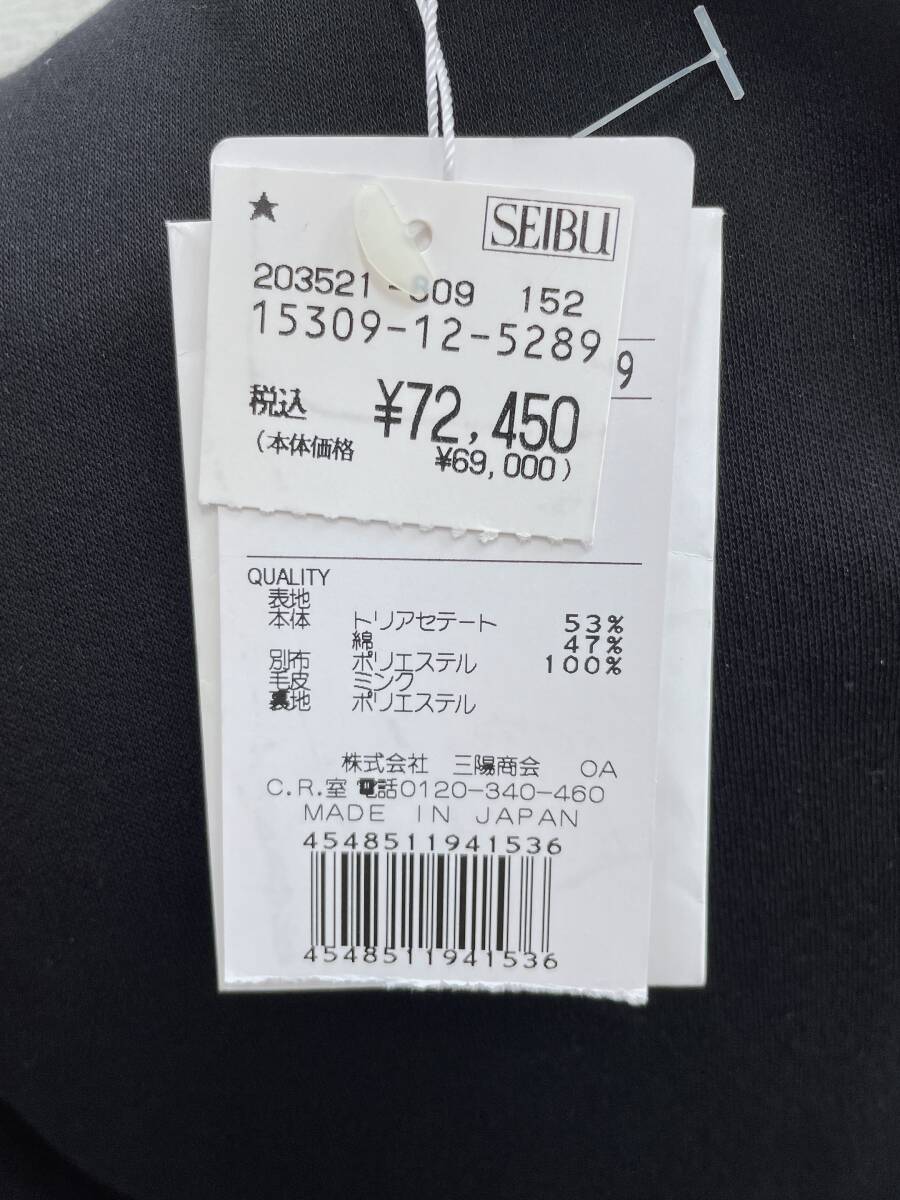 ★
SEIBU
203521-809 152
15309-12-5289
9
税込 ¥72,450
(本体価格 ¥69,000)
QUALITY
表地
本体 トリアセテート 53%
綿 47%
別布 ポリエステル 100%
毛皮 ミンク
裏地 ポリエステル
株式会社 三陽商会 OA
C.R.室 電話0120-340-460
MADE IN JAPAN
4548511941536
4548511941536